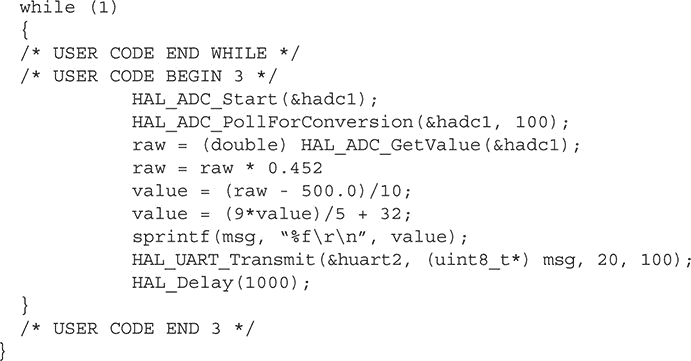 while (1)
{
/* USER CODE END WHILE */
/* USER CODE BEGIN 3 */
HAL_ADC_Start(&hadc1);
HAL_ADC_PollForConversion(&hadc1, 100);
raw = (double) HAL_ADC_GetValue(&hadc1);
raw = raw * 0.452
value = (raw - 500.0)/10;
value = (9*value)/5 + 32;
sprintf(msg, “%f\r\n”, value);
HAL_UART_Transmit(&huart2, (uint8_t*) msg, 20, 100);
HAL_Delay(1000);
}
/* USER CODE END 3 */
}